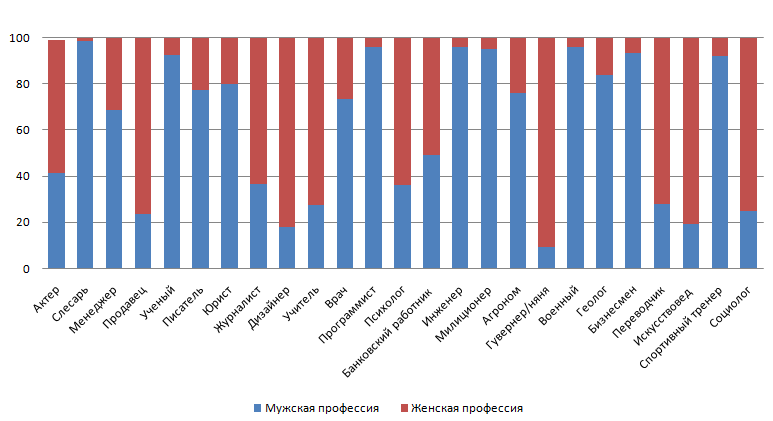 100
80
60
40
20
0
Актер
Слесарь
Менеджер
Продавец
Ученый
Писатель
Юрист
Журналист
Дизайнер
Учитель
Врач
Программист
Психолог
Банковский работник
Инженер
Милиционер
Агроном
Гувернер/няня
Военный
Геолог
Бизнесмен
Переводчик
Искусствовед
Спортивный тренер
Социолог
Мужская профессия
Женская профессия